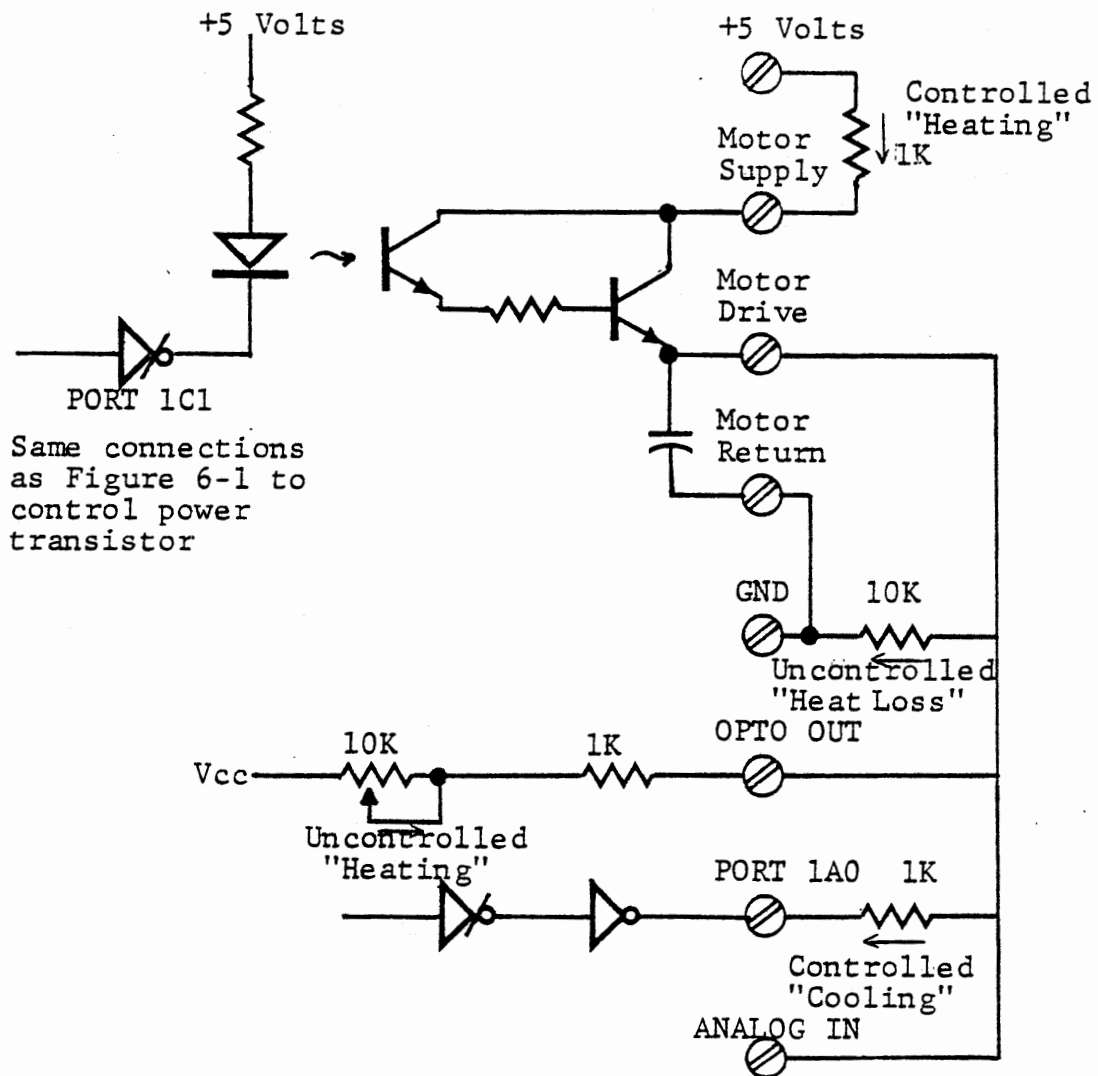 +5 Volts
+5 Volts
Controlled
"Heating"
1K
Motor
Supply
Motor
Drive
PORT 1C1
Same connections
as Figure 6-1 to
control power
transistor
Motor
Return
GND
10K
Uncontrolled
"Heat Loss"
OPTO OUT
10K
1K
Vcc
Uncontrolled
"Heating"
PORT 1A0
1K
Controlled
"Cooling"
ANALOG IN